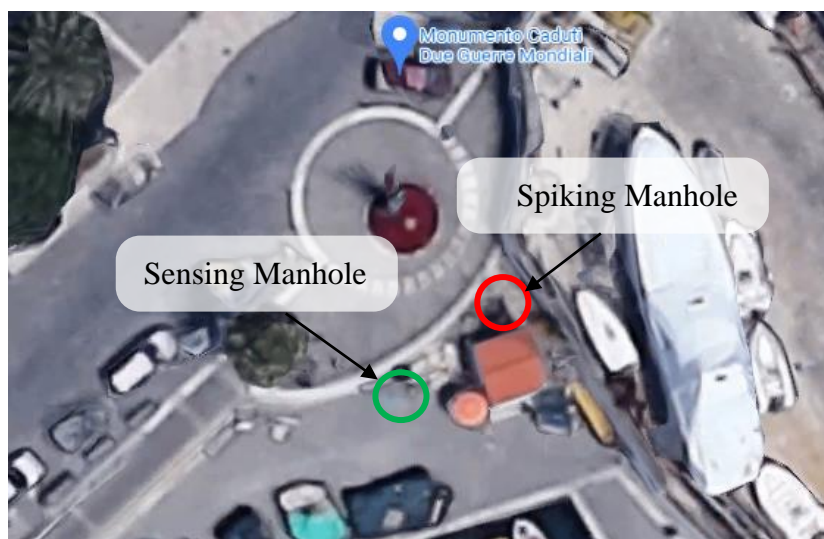 Monumento Caduti
Due Guerre Mondiali
Spiking Manhole
Sensing Manhole